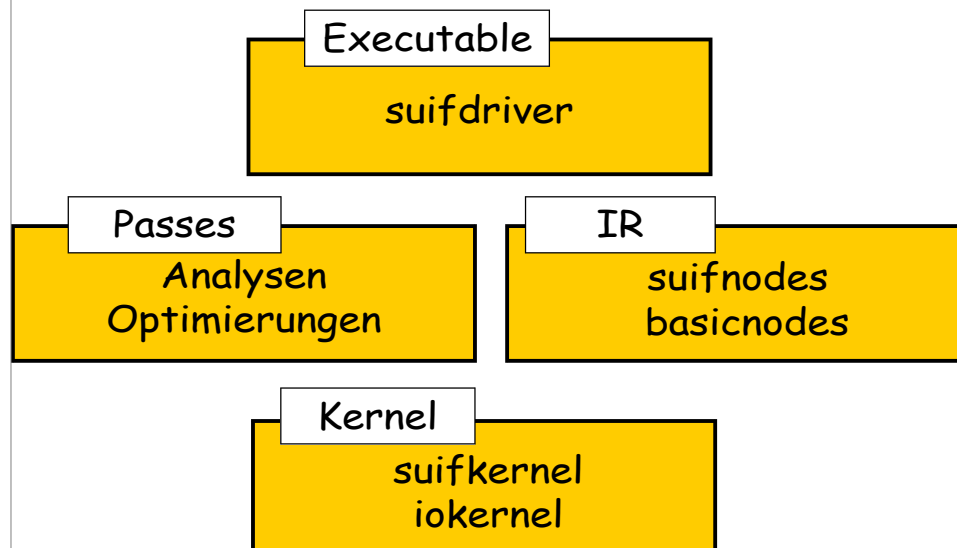 Executable
suifdriver
Passes
Analysen
Optimierungen
IR
suifnodes
basicnodes
Kernel
suifkernel
iokernel